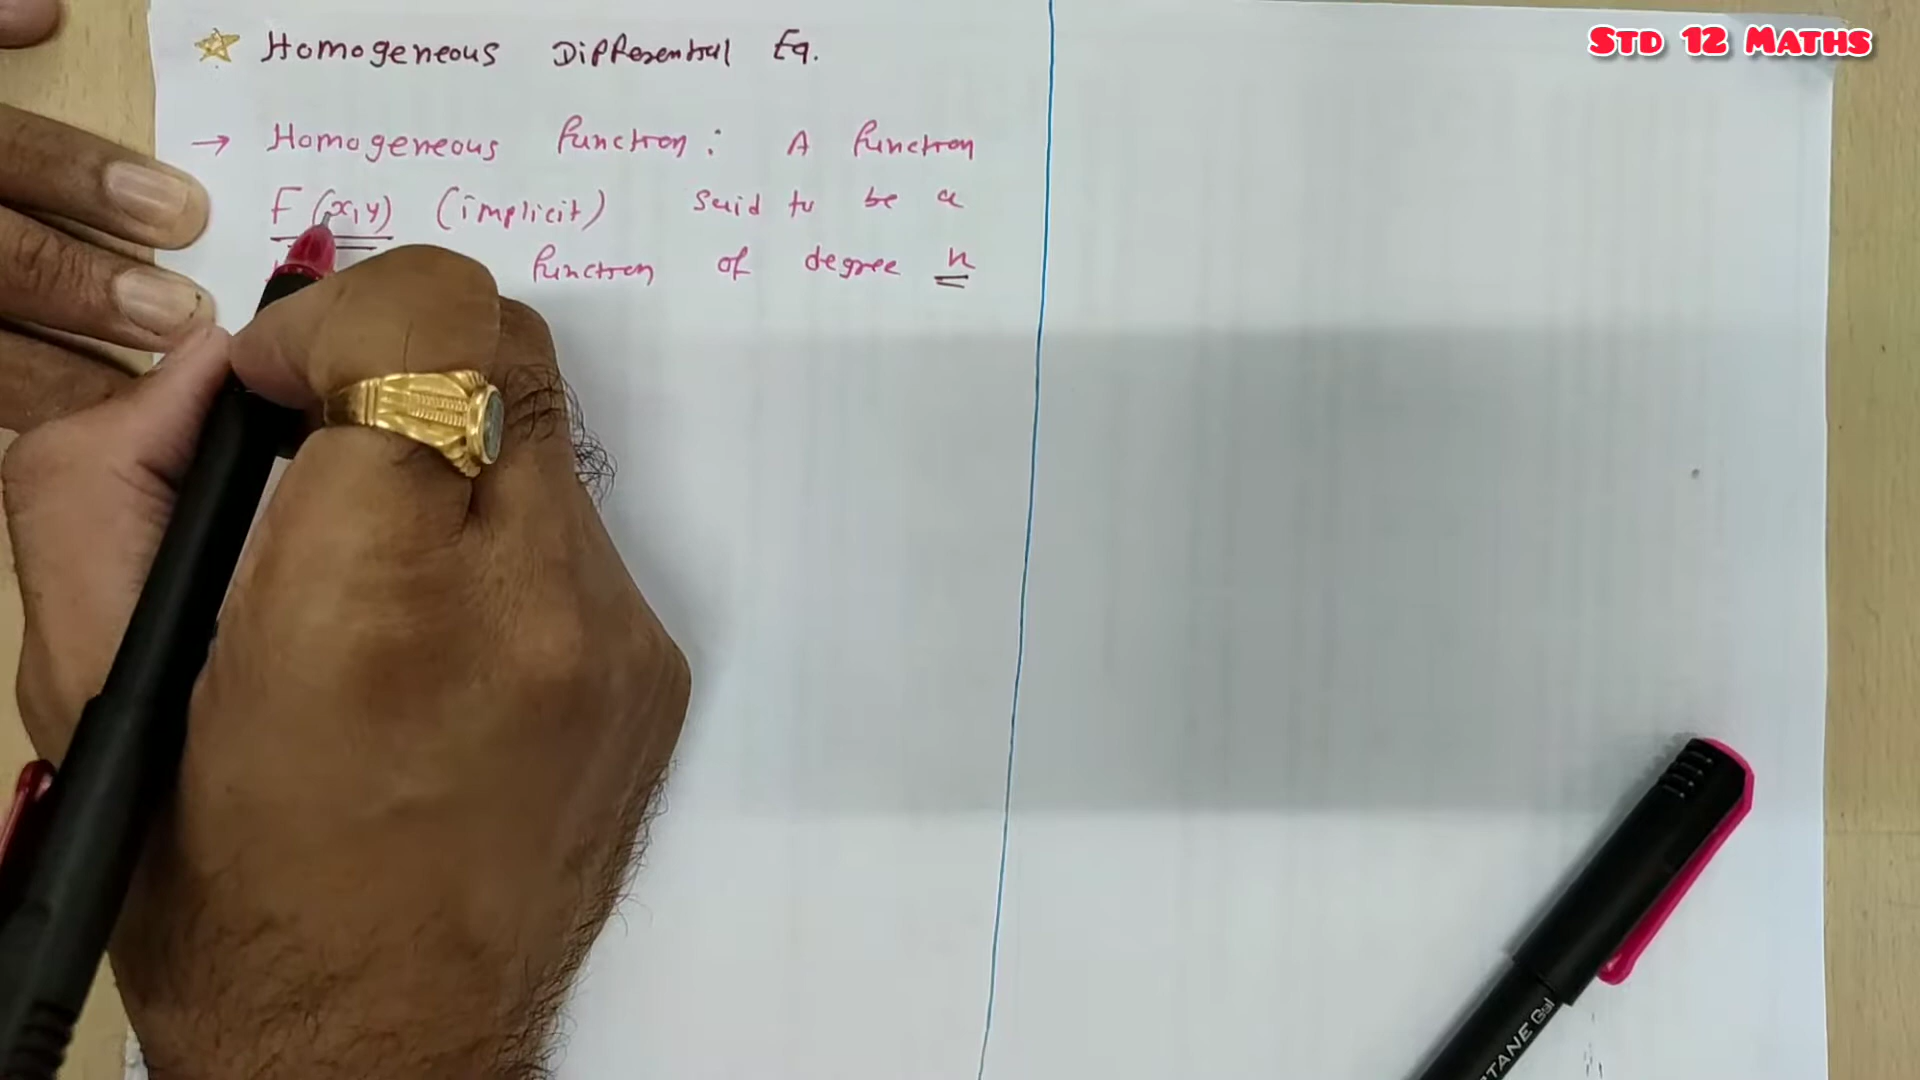 Std 12 Maths
Homogeneous Differential Eq.
→ Homogeneous function : A function
F (x,y) (implicit) said to be a
function of degree n